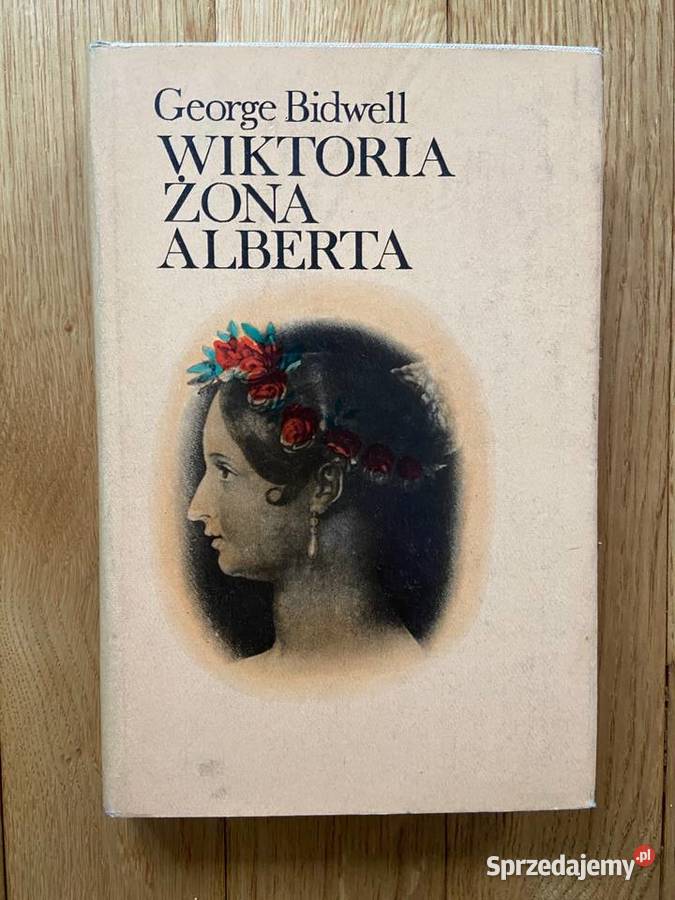 George Bidwell
WIKTORIA
ŻONA
ALBERTA
Sprzedajemy.pl